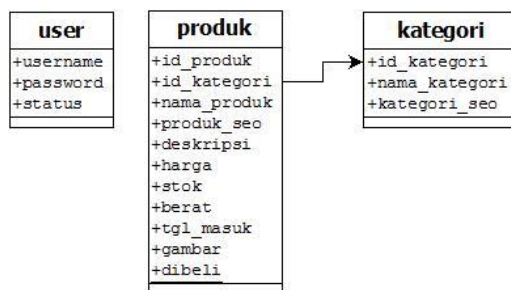 user
+username
+password
+status
produk
+id_produk
+id_kategori
+nama_produk
+produk_seo
+deskripsi
+harga
+stok
+berat
+tgl_masuk
+gambar
+dibeli
kategori
+id_kategori
+nama_kategori
+kategori_seo